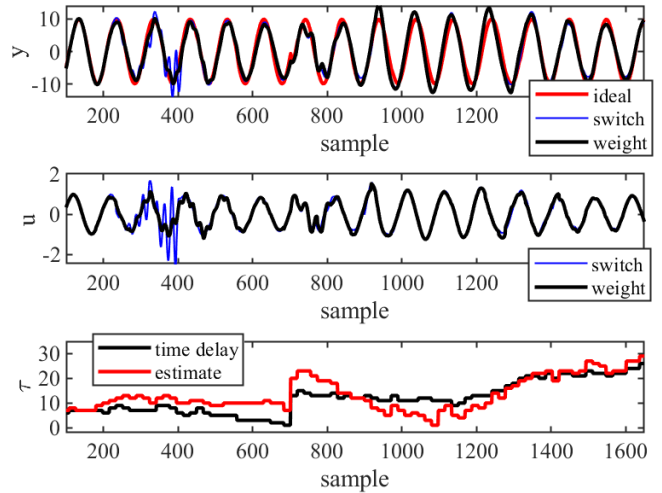 10
0
-10
y
200 400 600 800 1000 1200
sample
ideal
switch
weight
2
0
-2
u
200 400 600 800 1000 1200
sample
switch
weight
30
20
10
0
τ
time delay
estimate
200 400 600 800 1000 1200 1400 1600
sample